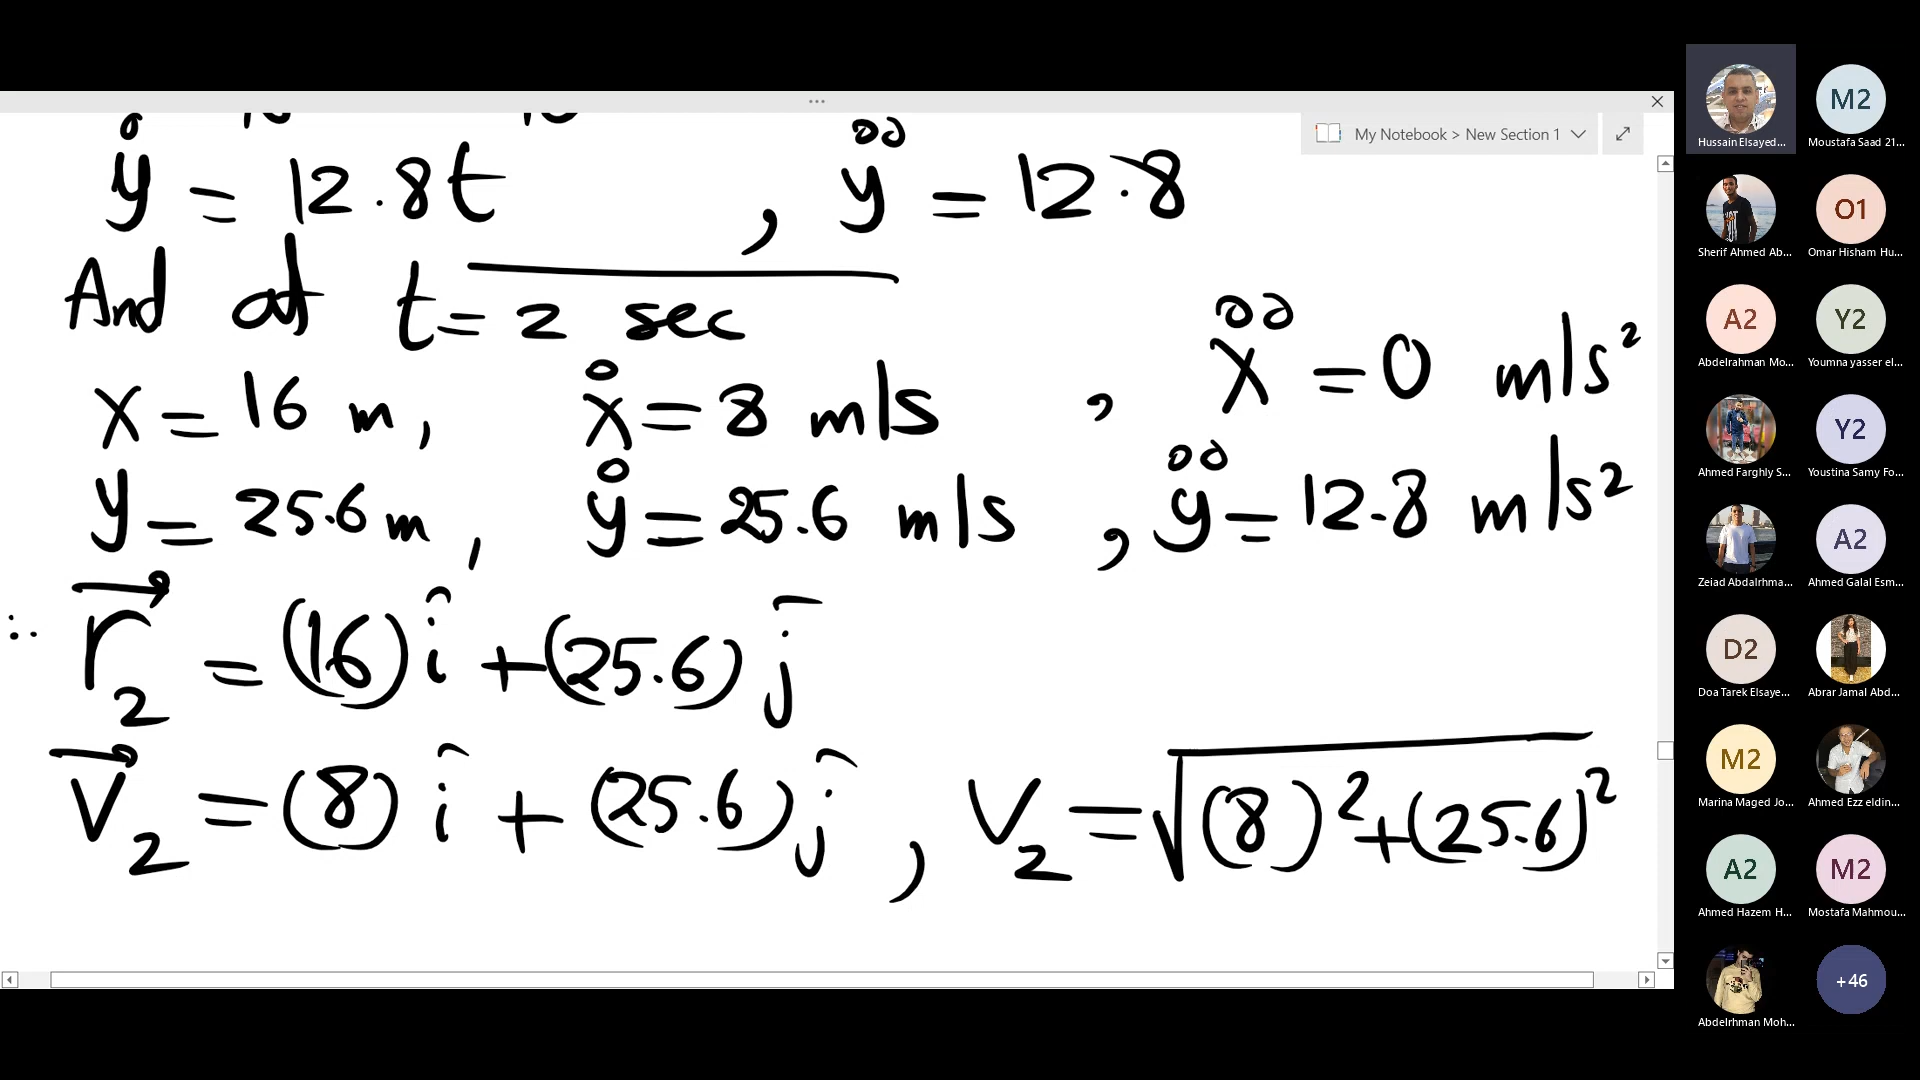 My Notebook > New Section 1
ẏ = 12.8t , ÿ = 12.8
And at t = 2 sec
x = 16 m, ẋ = 8 m/s , ẍ = 0 m/s²
y = 25.6 m, ẏ = 25.6 m/s , ÿ = 12.8 m/s²
∴ r⃗₂ = (16) î + (25.6) ĵ
v⃗₂ = (8) î + (25.6) ĵ , V₂ = √((8)² + (25.6)²)
Hussain Elsayed...
Moustafa Saad 21...
Sherif Ahmed Ab...
Omar Hisham Hu...
Abdelrahman Mo...
Youmna yasser el...
Ahmed Farghly S...
Youstina Samy Fo...
Zeiad Abdalrhma...
Ahmed Galal Esm...
Doa Tarek Elsaye...
Abrar Jamal Abd...
Marina Maged Jo...
Ahmed Ezz eldin...
Ahmed Hazem H...
Mostafa Mahmou...
Abdelrhman Moh...
M2
O1
A2
Y2
Y2
A2
D2
M2
A2
M2
+46